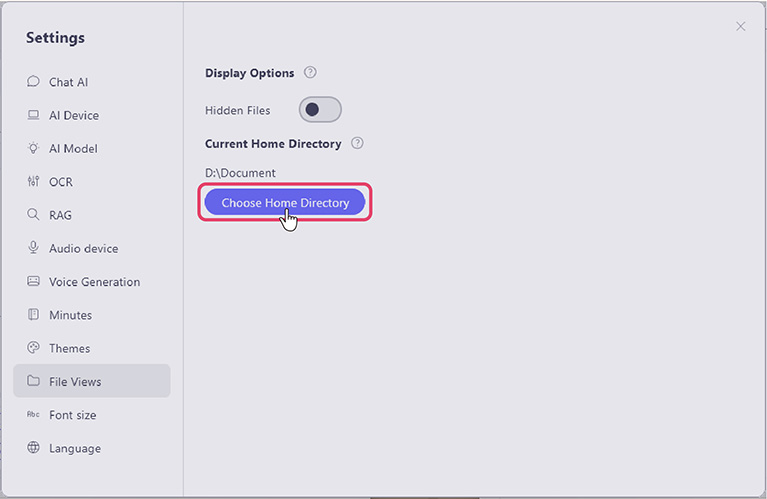 Settings
Chat AI
AI Device
AI Model
OCR
RAG
Audio device
Voice Generation
Minutes
Themes
File Views
Abc Font size
Language
Display Options ?
Hidden Files
Current Home Directory ?
D:\Document
Choose Home Directory